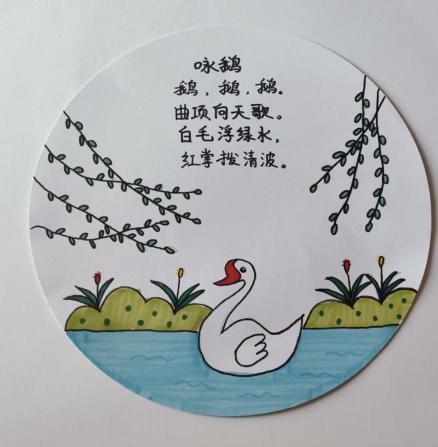 咏鹅
鹅，鹅，鹅。
曲项向天歌。
白毛浮绿水，
红掌拨清波。